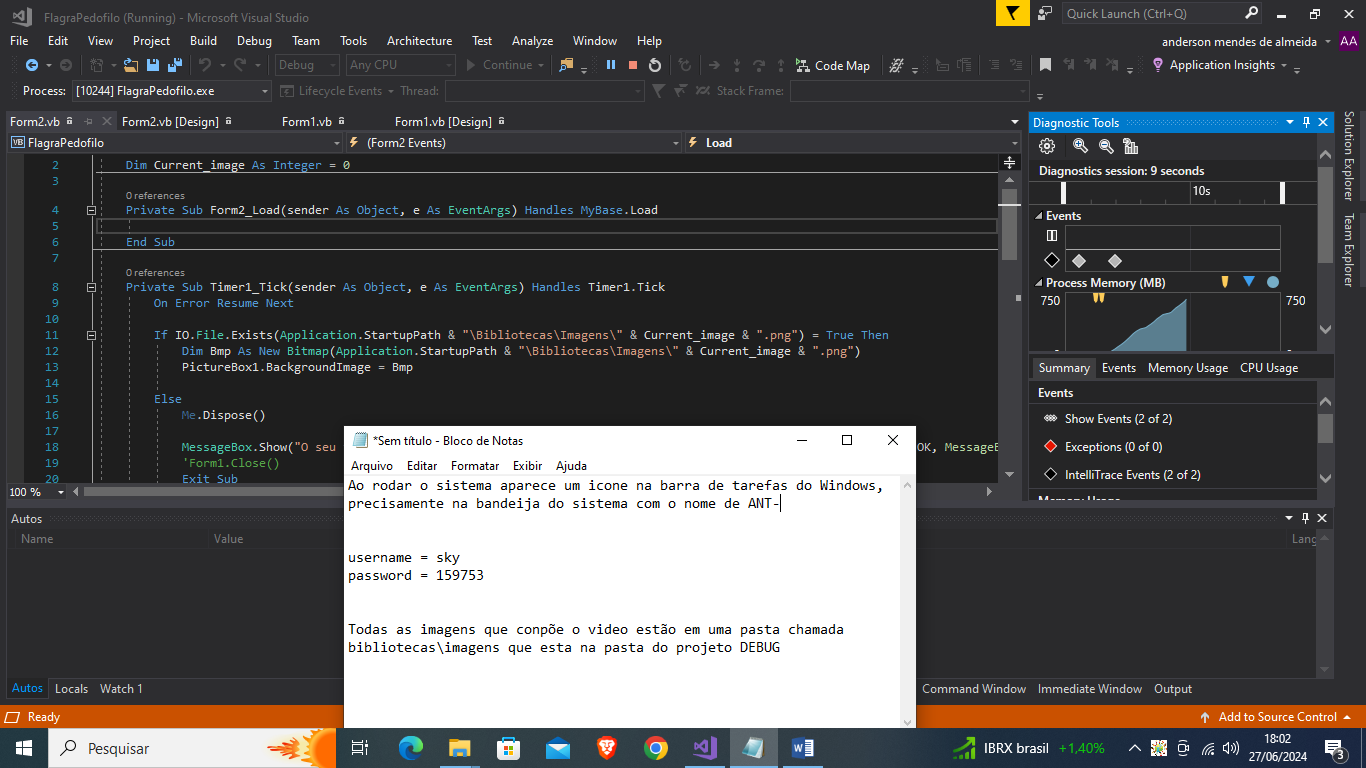 FlagraPedofilo (Running) - Microsoft Visual Studio
Quick Launch (Ctrl+Q)
File Edit View Project Build Debug Team Tools Architecture Test Analyze Window Help
anderson mendes de almeida AA
Debug Any CPU Continue Code Map Application Insights
Process: [10244] FlagraPedofilo.exe Lifecycle Events Thread: Stack Frame:
Form2.vb Form2.vb [Design] Form1.vb Form1.vb [Design]
FlagraPedofilo (Form2 Events) Load
2 Dim Current_image As Integer = 0
3
0 references
4 Private Sub Form2_Load(sender As Object, e As EventArgs) Handles MyBase.Load
5
6 End Sub
7
0 references
8 Private Sub Timer1_Tick(sender As Object, e As EventArgs) Handles Timer1.Tick
9 On Error Resume Next
10
11 If IO.File.Exists(Application.StartupPath & "\Bibliotecas\Imagens\" & Current_image & ".png") = True Then
12 Dim Bmp As New Bitmap(Application.StartupPath & "\Bibliotecas\Imagens\" & Current_image & ".png")
13 PictureBox1.BackgroundImage = Bmp
14
15 Else
16 Me.Dispose()
17
18 MessageBox.Show("O seu OK, MessageB
19 'Form1.Close()
20 Exit Sub
100 %
Diagnostic Tools
Diagnostics session: 9 seconds
10s
Events
Process Memory (MB)
750 750
Summary Events Memory Usage CPU Usage
Events
Show Events (2 of 2)
Exceptions (0 of 0)
IntelliTrace Events (2 of 2)
Memory Usage
Solution Explorer
Team Explorer
Autos
Name Value Lang
*Sem título - Bloco de Notas
Arquivo Editar Formatar Exibir Ajuda
Ao rodar o sistema aparece um icone na barra de tarefas do Windows,
precisamente na bandeija do sistema com o nome de ANT-
username = sky
password = 159753
Todas as imagens que conpõe o video estão em uma pasta chamada
bibliotecas\imagens que esta na pasta do projeto DEBUG
Autos Locals Watch 1
Command Window Immediate Window Output
Ready
Add to Source Control
Pesquisar
IBRX brasil +1,40%
18:02
27/06/2024
3